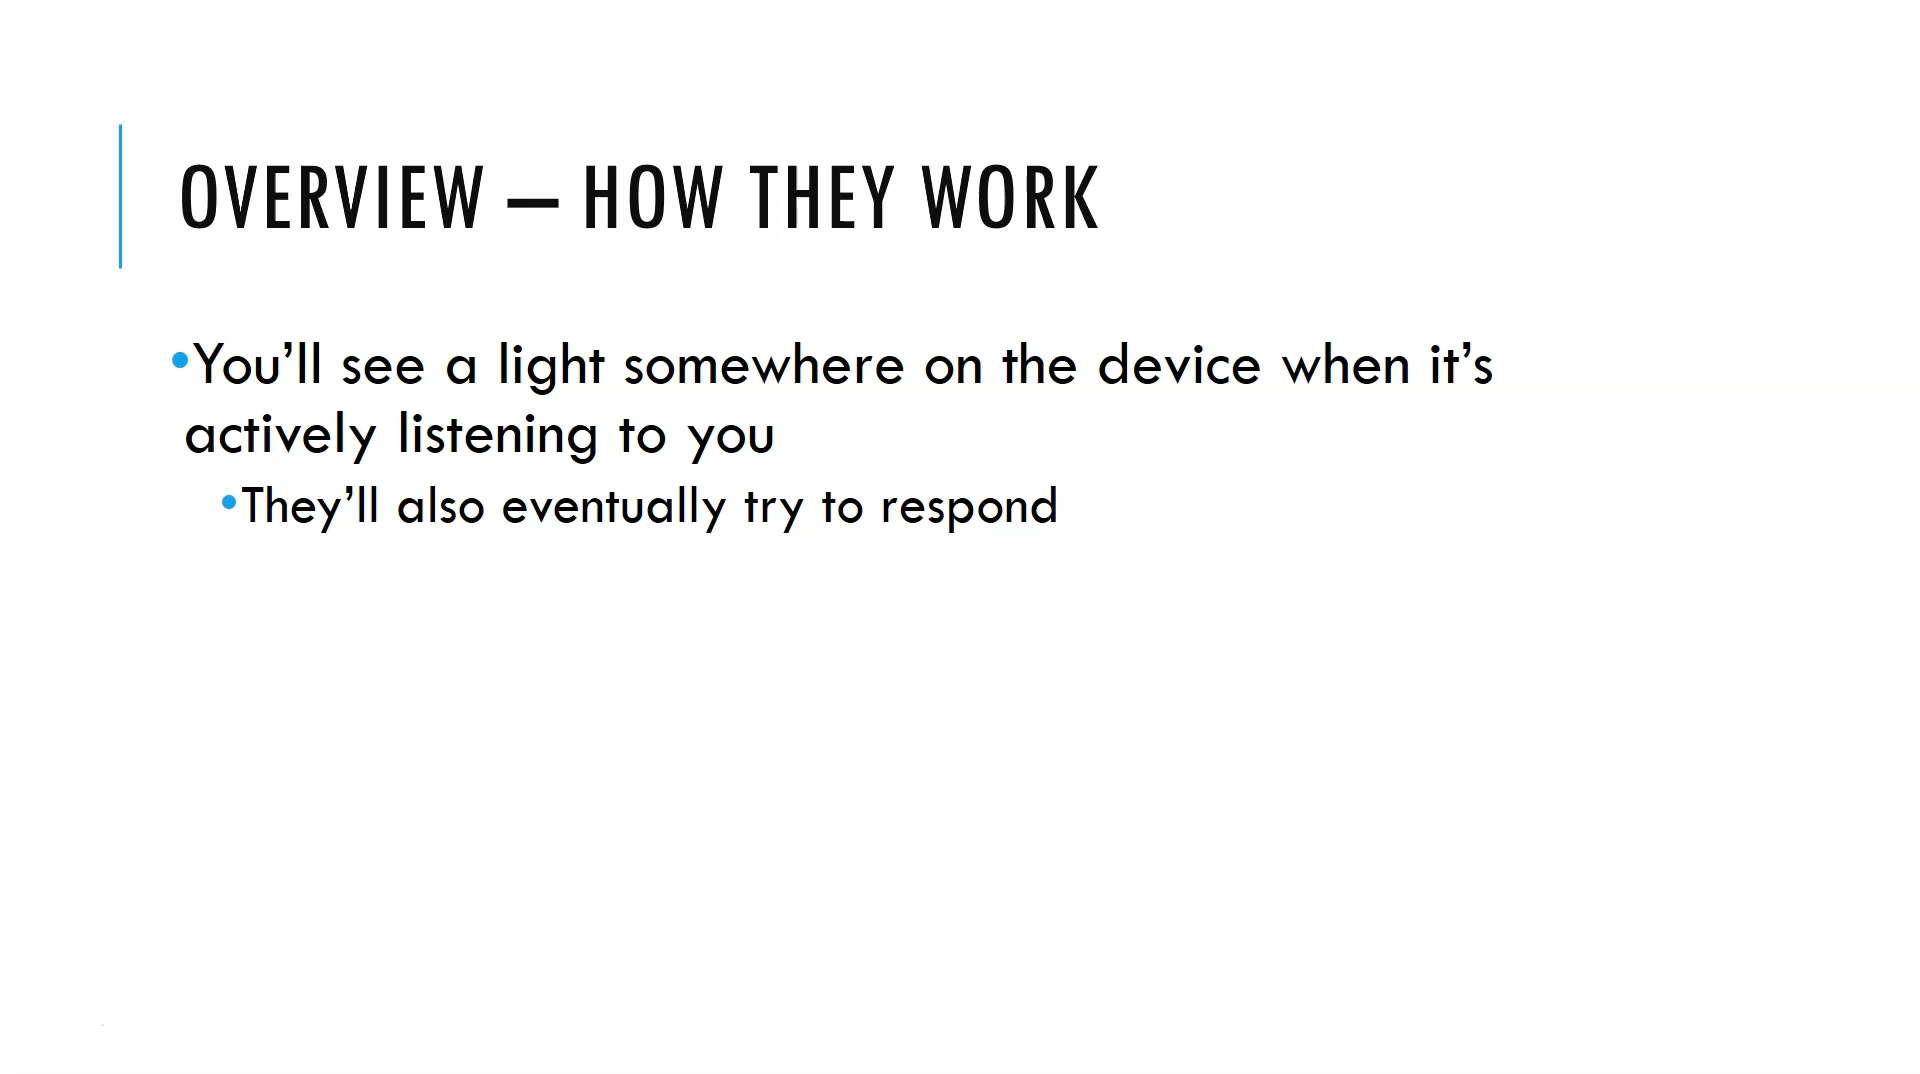 OVERVIEW – HOW THEY WORK
•You’ll see a light somewhere on the device when it’s
actively listening to you
•They’ll also eventually try to respond